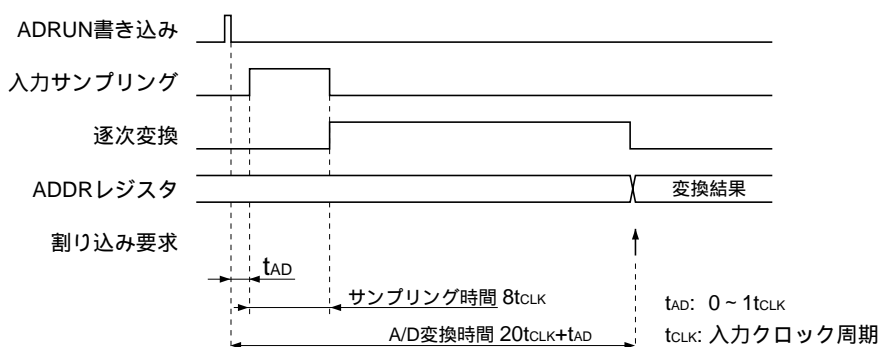 ADRUN書き込み
入力サンプリング
逐次変換
ADDRレジスタ
変換結果
割り込み要求
tAD
サンプリング時間 8tCLK
tAD: 0 ~ 1tCLK
A/D変換時間 20tCLK+tAD
tCLK: 入力クロック周期